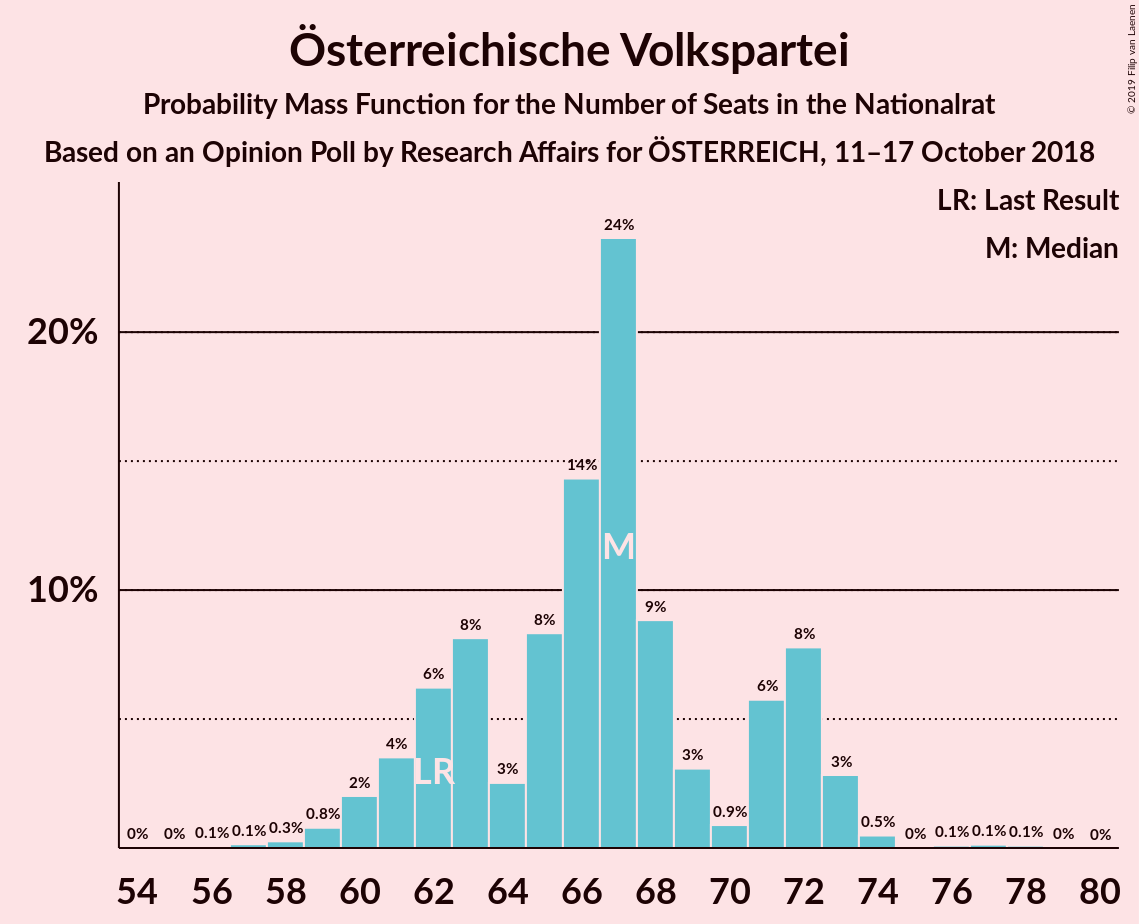 Österreichische Volkspartei
Probability Mass Function for the Number of Seats in the Nationalrat
Based on an Opinion Poll by Research Affairs for ÖSTERREICH, 11–17 October 2018
© 2019 Filip van Laenen
LR: Last Result
M: Median
20%
10%
0% 0% 0.1% 0.1% 0.3% 0.8% 2% 4% 6% 8% 3% 8% 14% 24% 9% 3% 0.9% 6% 8% 3% 0.5% 0% 0.1% 0.1% 0.1% 0% 0%
LR
M
54 56 58 60 62 64 66 68 70 72 74 76 78 80